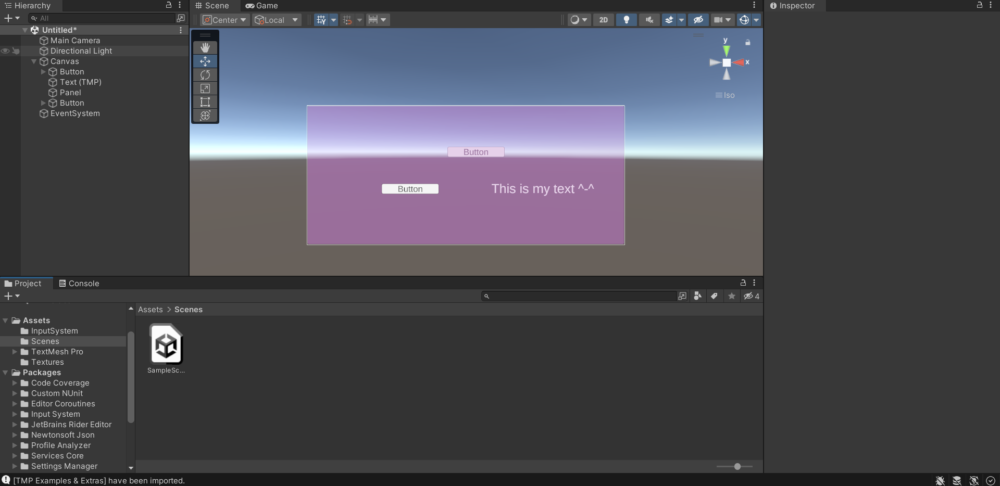 Hierarchy
All
Untitled*
Main Camera
Directional Light
Canvas
Button
Text (TMP)
Panel
Button
EventSystem
Scene
Game
Center
Local
2D
y
x
Iso
Button
Button
This is my text ^-^
Inspector
Project
Console
4
Assets
InputSystem
Scenes
TextMesh Pro
Textures
Packages
Code Coverage
Custom NUnit
Editor Coroutines
Input System
JetBrains Rider Editor
Newtonsoft Json
Profile Analyzer
Services Core
Settings Manager
Assets > Scenes
SampleSc...
[TMP Examples & Extras] have been imported.